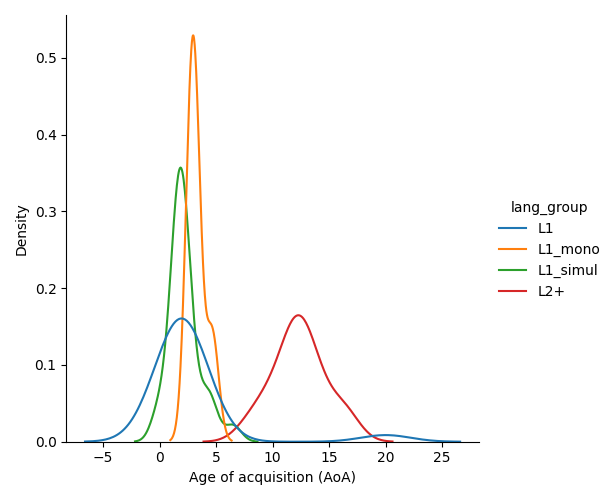 0.5
0.4
0.3
0.2
0.1
0.0
Density
−5
0
5
10
15
20
25
Age of acquisition (AoA)
lang_group
L1
L1_mono
L1_simul
L2+